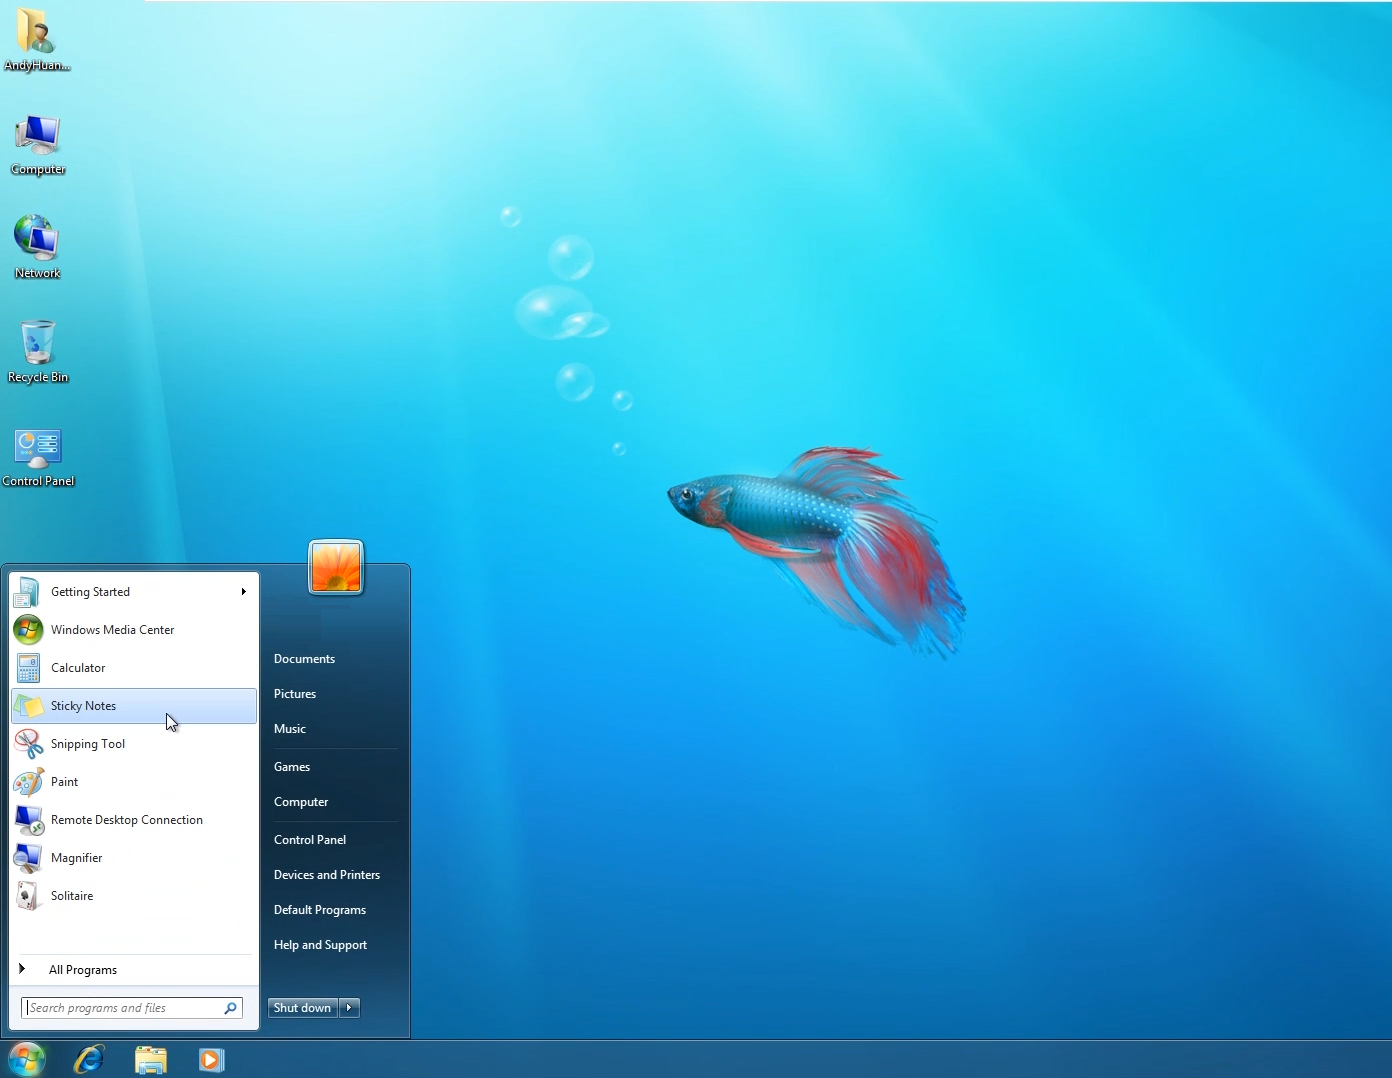 AndyHuan...
Computer
Network
Recycle Bin
Control Panel
Getting Started
Windows Media Center
Calculator
Sticky Notes
Snipping Tool
Paint
Remote Desktop Connection
Magnifier
Solitaire
All Programs
Search programs and files
Documents
Pictures
Music
Games
Computer
Control Panel
Devices and Printers
Default Programs
Help and Support
Shut down